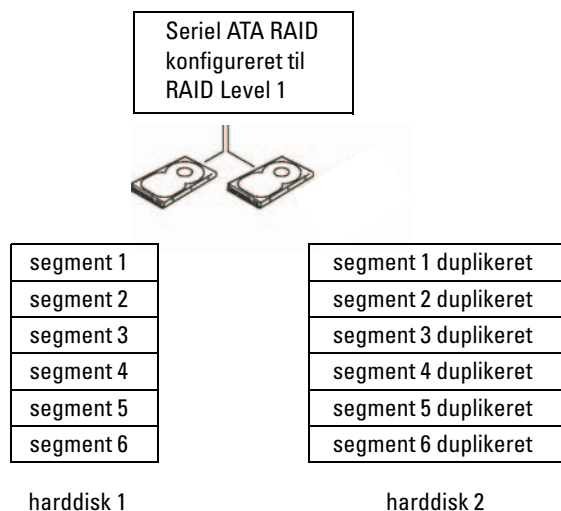 Seriel ATA RAID
konfigureret til
RAID Level 1
segment 1
segment 1 duplikeret
segment 2
segment 2 duplikeret
segment 3
segment 3 duplikeret
segment 4
segment 4 duplikeret
segment 5
segment 5 duplikeret
segment 6
segment 6 duplikeret
harddisk 1
harddisk 2